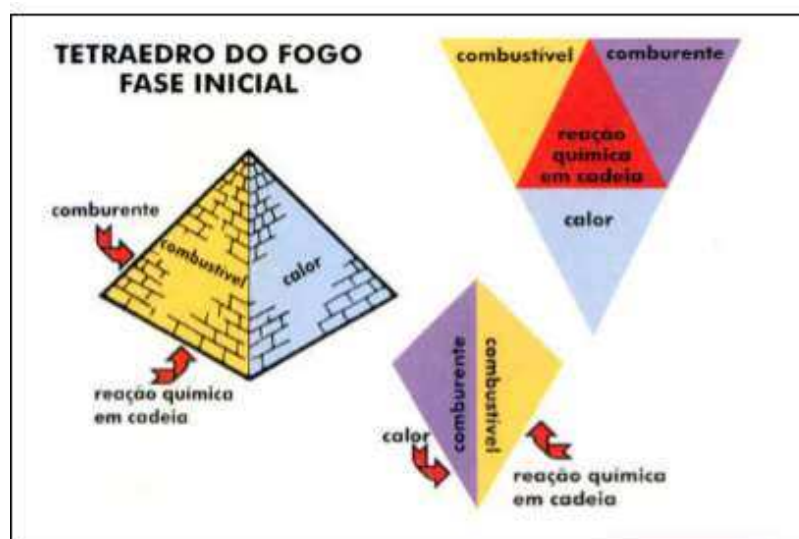 TETRAEDRO DO FOGO
FASE INICIAL
combustível
comburente
reação
química
em cadeia
calor
comburente
combustível
calor
reação química
em cadeia
comburente
combustível
calor
reação química
em cadeia